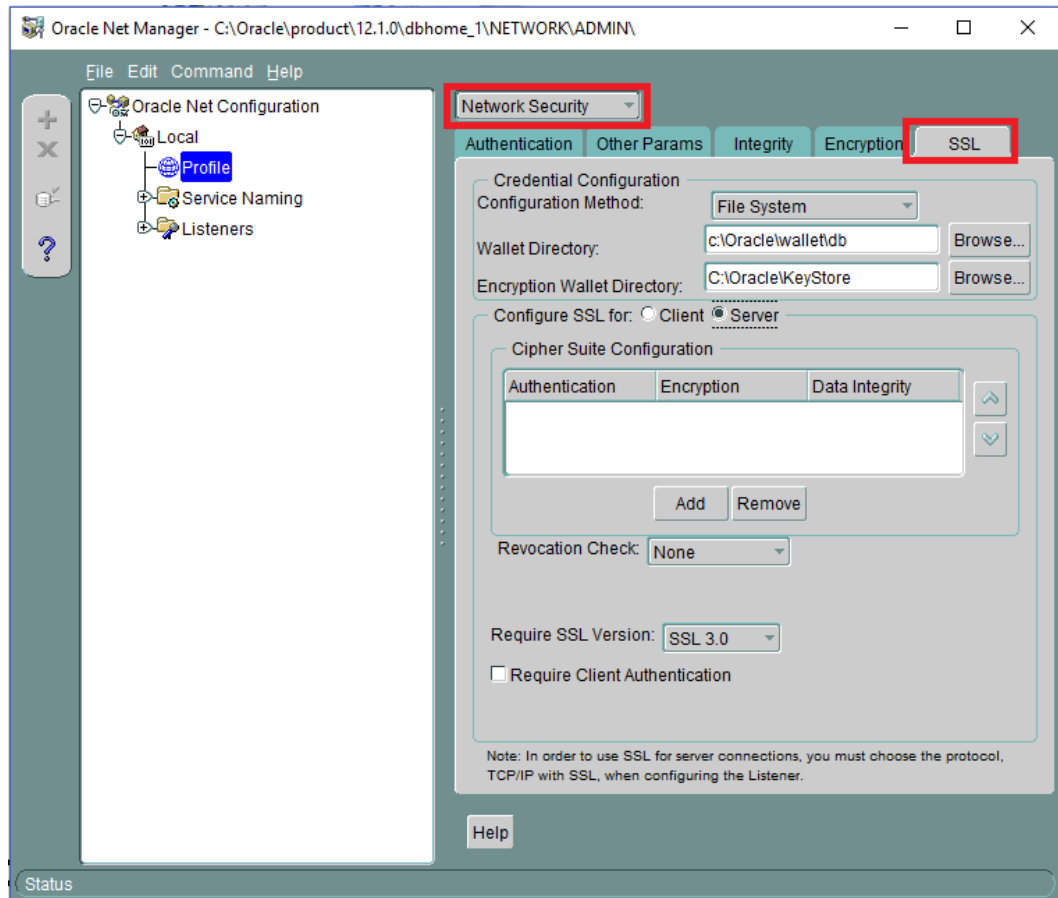 Oracle Net Manager - C:\Oracle\product\12.1.0\dbhome_1\NETWORK\ADMIN\
File Edit Command Help
Oracle Net Configuration
Local
Profile
Service Naming
Listeners
Network Security
Authentication Other Params Integrity Encryption SSL
Credential Configuration
Configuration Method: File System
Wallet Directory: c:\Oracle\wallet\db Browse...
Encryption Wallet Directory: C:\Oracle\KeyStore Browse...
Configure SSL for: Client Server
Cipher Suite Configuration
Authentication Encryption Data Integrity
Add Remove
Revocation Check: None
Require SSL Version: SSL 3.0
Require Client Authentication
Note: In order to use SSL for server connections, you must choose the protocol,
TCP/IP with SSL, when configuring the Listener.
Help
Status